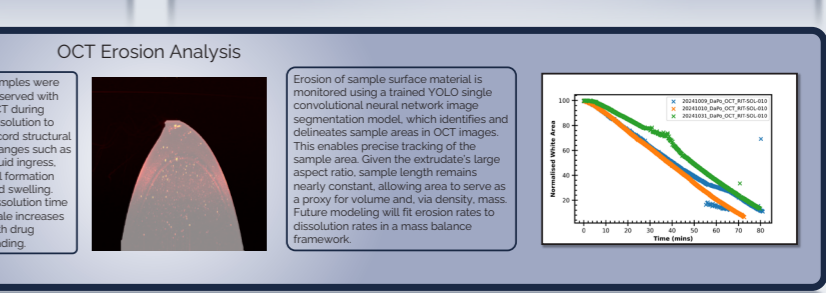 OCT Erosion Analysis
mples were
served with
CT during
ssolution to
cord structural
anges such as
uid ingress,
l formation
d swelling.
ssolution time
ale increases
th drug
ding.
Erosion of sample surface material is
monitored using a trained YOLO single
convolutional neural network image
segmentation model, which identifies and
delineates sample areas in OCT images.
This enables precise tracking of the
sample area. Given the extrudate's large
aspect ratio, sample length remains
nearly constant, allowing area to serve as
a proxy for volume and, via density, mass.
Future modeling will fit erosion rates to
dissolution rates in a mass balance
framework.
20241009_DaPo_OCT_RIT-SOL-010
20241010_DaPo_OCT_RIT-SOL-010
20241031_DaPo_OCT_RIT-SOL-010
Normalised White Area
100
80
60
40
20
0 10 20 30 40 50 60 70 80
Time (mins)